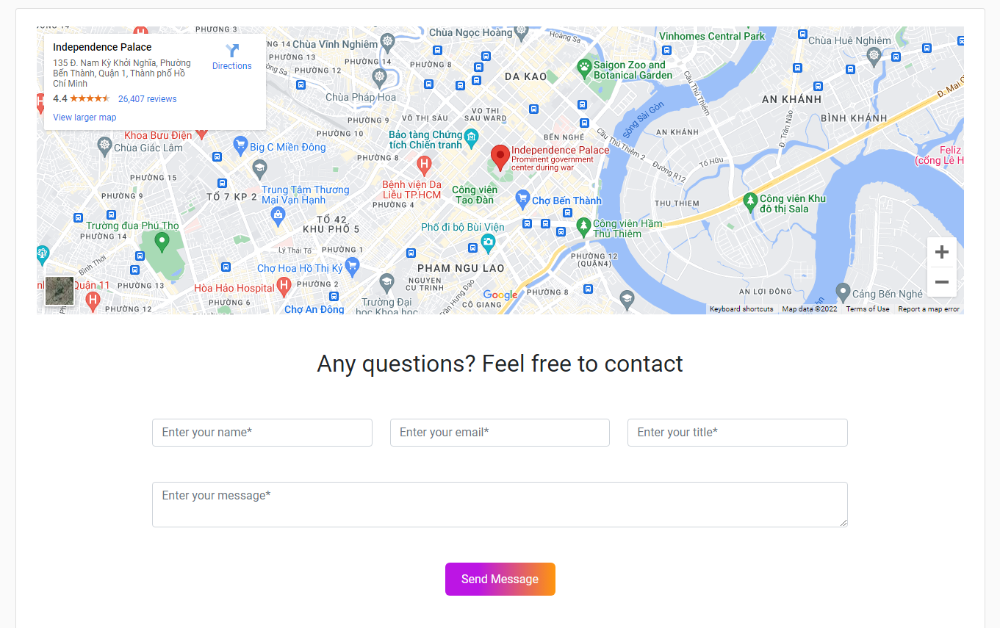 PHƯỜNG 3
Independence Palace
135 Đ. Nam Kỳ Khởi Nghĩa, Phường
Bến Thành, Quận 1, Thành phố Hồ
Chí Minh
4.4
26,407 reviews
View larger map
Directions
Chùa Ngọc Hoàng
Hoàng Sa
Vinhomes Central Park
Chùa Huê Nghiêm
Chùa Vĩnh Nghiêm
PHƯỜNG 12
PHƯỜNG 8
Saigon Zoo and
Botanical Garden
DA KAO
Cầu Thủ Thiêm
AN KHÁNH
Đ. Mai Chí
Chùa Pháp Hoa
Sông Sài Gòn
BÌNH KHÁNH
PHƯỜNG 9
VÕ THỊ SÁU
VO THI
SAU WARD
Đ. Trần Não
Khoa Bưu Điện
PHƯỜNG 10
Bảo tàng Chứng
tích Chiến tranh
BẾN NGHÉ
AN KHÁNH
Chùa Giác Lâm
Big C Miền Đông
Independence Palace
Prominent government
center during war
Cầu Thủ Thiêm 2
Tố Hữu
Feliz
(cổng Lê H
PHƯỜNG 8
PHƯỜNG 15
Bệnh viện Da
Liễu TP.HCM
Đường R12
Công viên
Tao Đàn
Trung Tâm Thương
Mại Vạn Hạnh
PHƯỜNG 9
TỔ 7 KP 2
PHƯỜNG 4
Chợ Bến Thành
THU THIEM
Công viên Khu
đô thị Sala
Trường đua Phú Thọ
TỔ 42
KHU PHỐ 5
Phố đi bộ Bùi Viện
Công viên Hầm
Thủ Thiêm
PHƯỜNG 14
Lý Thái Tổ
PHƯỜNG 1
PHƯỜNG 12
(QUẬN4)
Bình Thới
Chợ Hoa Hồ Thị Kỷ
PHAM NGU LAO
Quận 11
PHƯỜNG 13
Hòa Hảo Hospital
PHƯỜNG 2
NGUYEN
CU TRINH
Trần Hưng Đạo
Google
PHƯỜNG 8
AN LỢI ĐÔNG
Cảng Bến Nghé
PHƯỜNG 6
Trường Đại
học Khoa học
CÔ GIANG
PHƯỜNG 12
Chợ An Đông
Keyboard shortcuts
Map data ©2022
Terms of Use
Report a map error
Any questions? Feel free to contact
Enter your name*
Enter your email*
Enter your title*
Enter your message*
Send Message